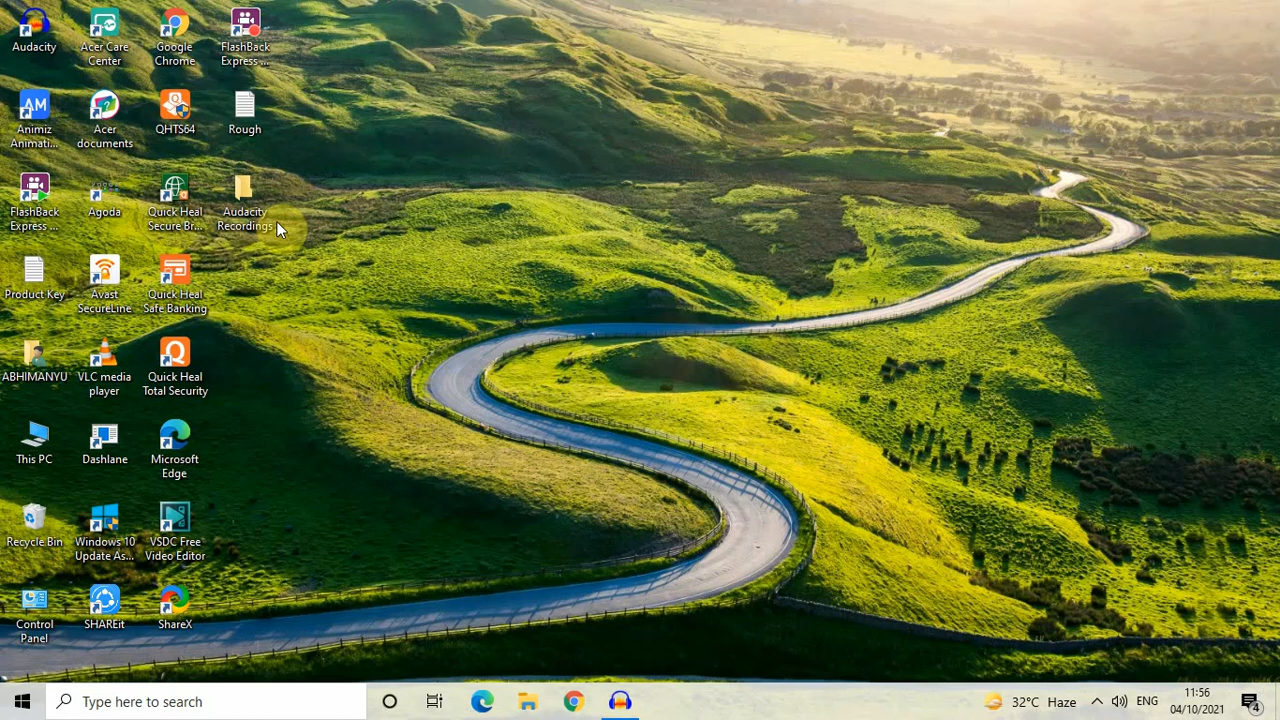 Audacity
Acer Care
Center
Google
Chrome
FlashBack
Express ...
AM
Animiz
Animati...
Acer
documents
QHTS64
Rough
FlashBack
Express ...
Agoda
Quick Heal
Secure Br...
Audacity
Recordings
Product Key
Avast
SecureLine
Quick Heal
Safe Banking
ABHIMANYU
VLC media
player
Quick Heal
Total Security
This PC
Dashlane
Microsoft
Edge
Recycle Bin
Windows 10
Update As...
VSDC Free
Video Editor
Control
Panel
SHAREit
ShareX
Type here to search
32°C Haze
ENG
11:56
04/10/2021
4